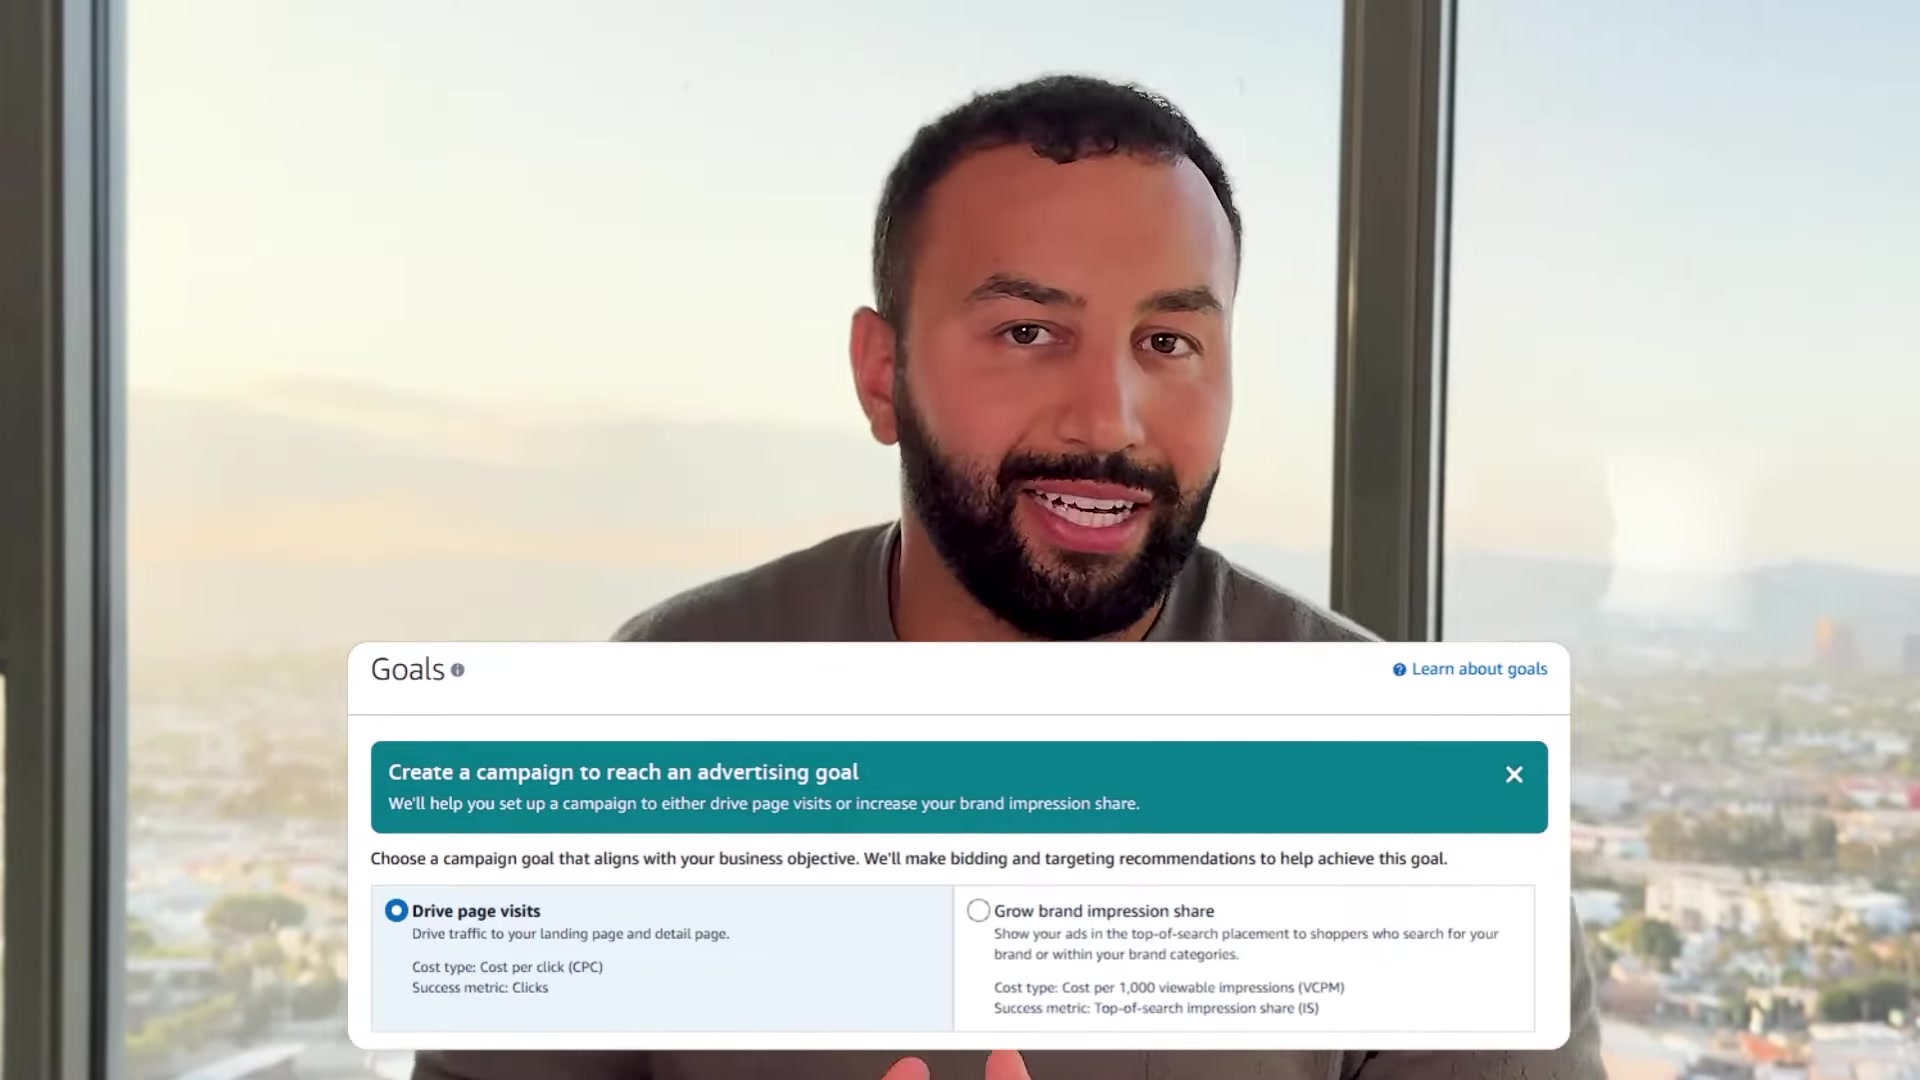 Goals
Learn about goals
Create a campaign to reach an advertising goal
We'll help you set up a campaign to either drive page visits or increase your brand impression share.
Choose a campaign goal that aligns with your business objective. We'll make bidding and targeting recommendations to help achieve this goal.
Drive page visits
Drive traffic to your landing page and detail page.
Cost type: Cost per click (CPC)
Success metric: Clicks
Grow brand impression share
Show your ads in the top-of-search placement to shoppers who search for your
brand or within your brand categories.
Cost type: Cost per 1,000 viewable impressions (VCPM)
Success metric: Top-of-search impression share (IS)